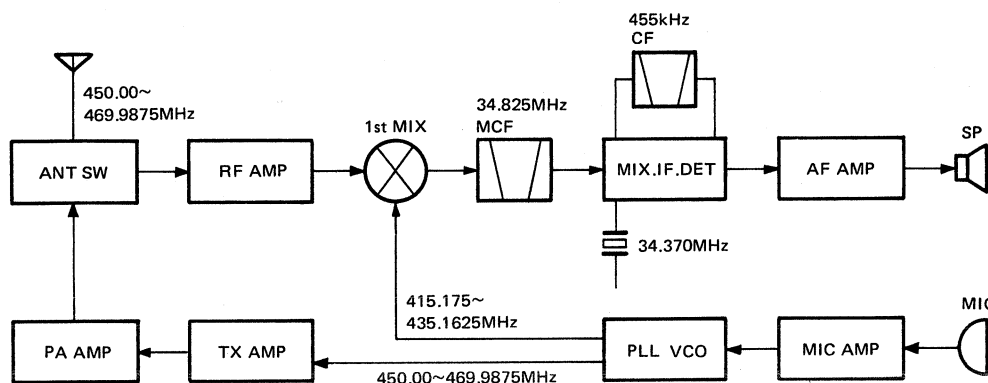 455kHz
CF
450.00~
469.9875MHz
34.825MHz
MCF
1st MIX
SP
ANT SW
RF AMP
MIX.IF.DET
AF AMP
34.370MHz
415.175~
435.1625MHz
MIC
PA AMP
TX AMP
PLL VCO
MIC AMP
450.00~469.9875MHz